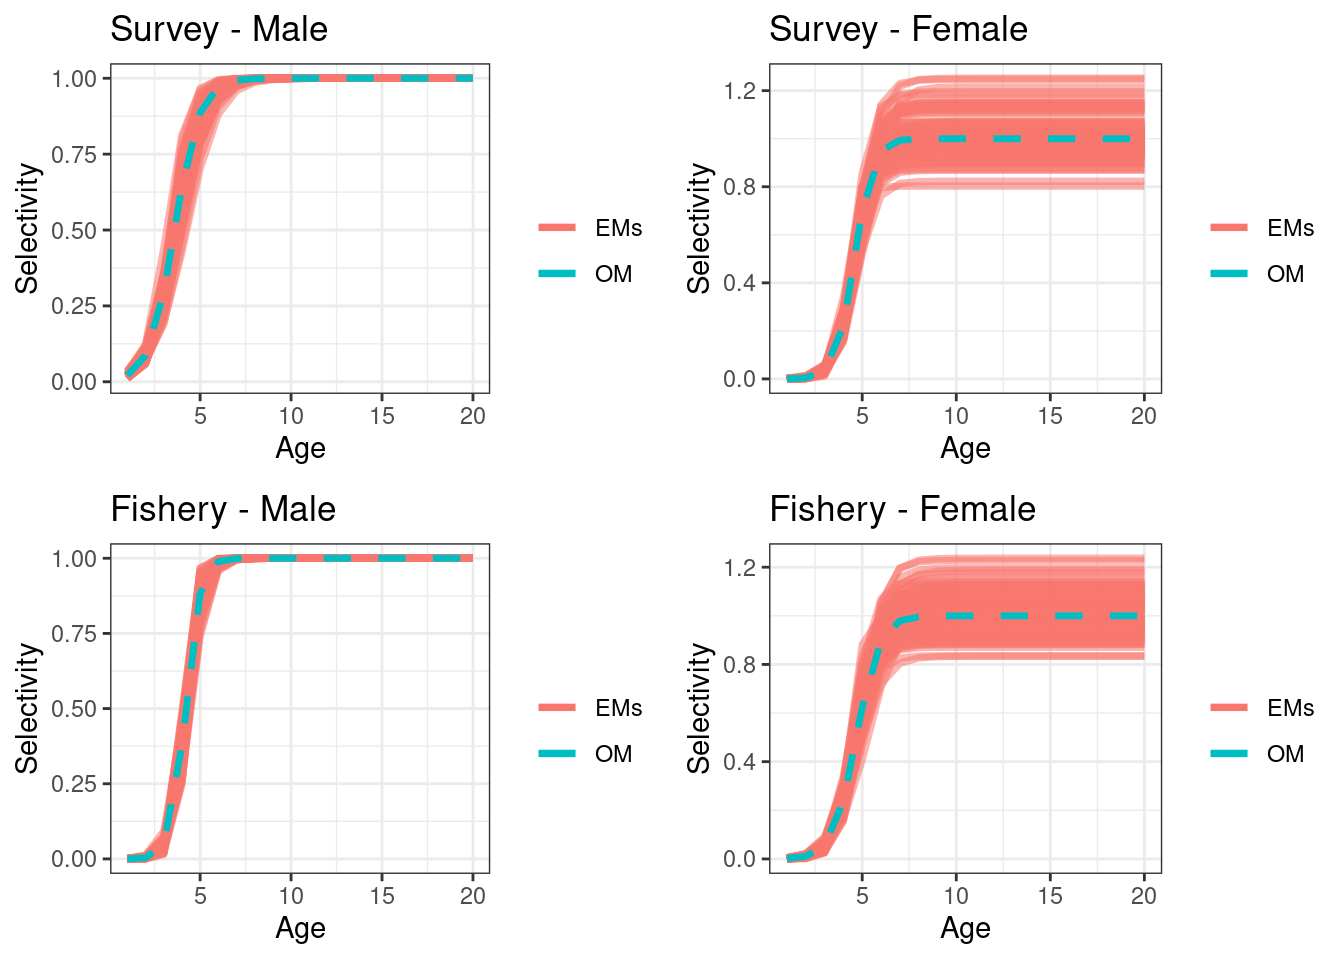 Survey - Male
Selectivity
1.00
0.75
0.50
0.25
0.00
5 10 15 20
Age
EMs
OM
Survey - Female
Selectivity
1.2
0.8
0.4
0.0
5 10 15 20
Age
EMs
OM
Fishery - Male
Selectivity
1.00
0.75
0.50
0.25
0.00
5 10 15 20
Age
EMs
OM
Fishery - Female
Selectivity
1.2
0.8
0.4
0.0
5 10 15 20
Age
EMs
OM